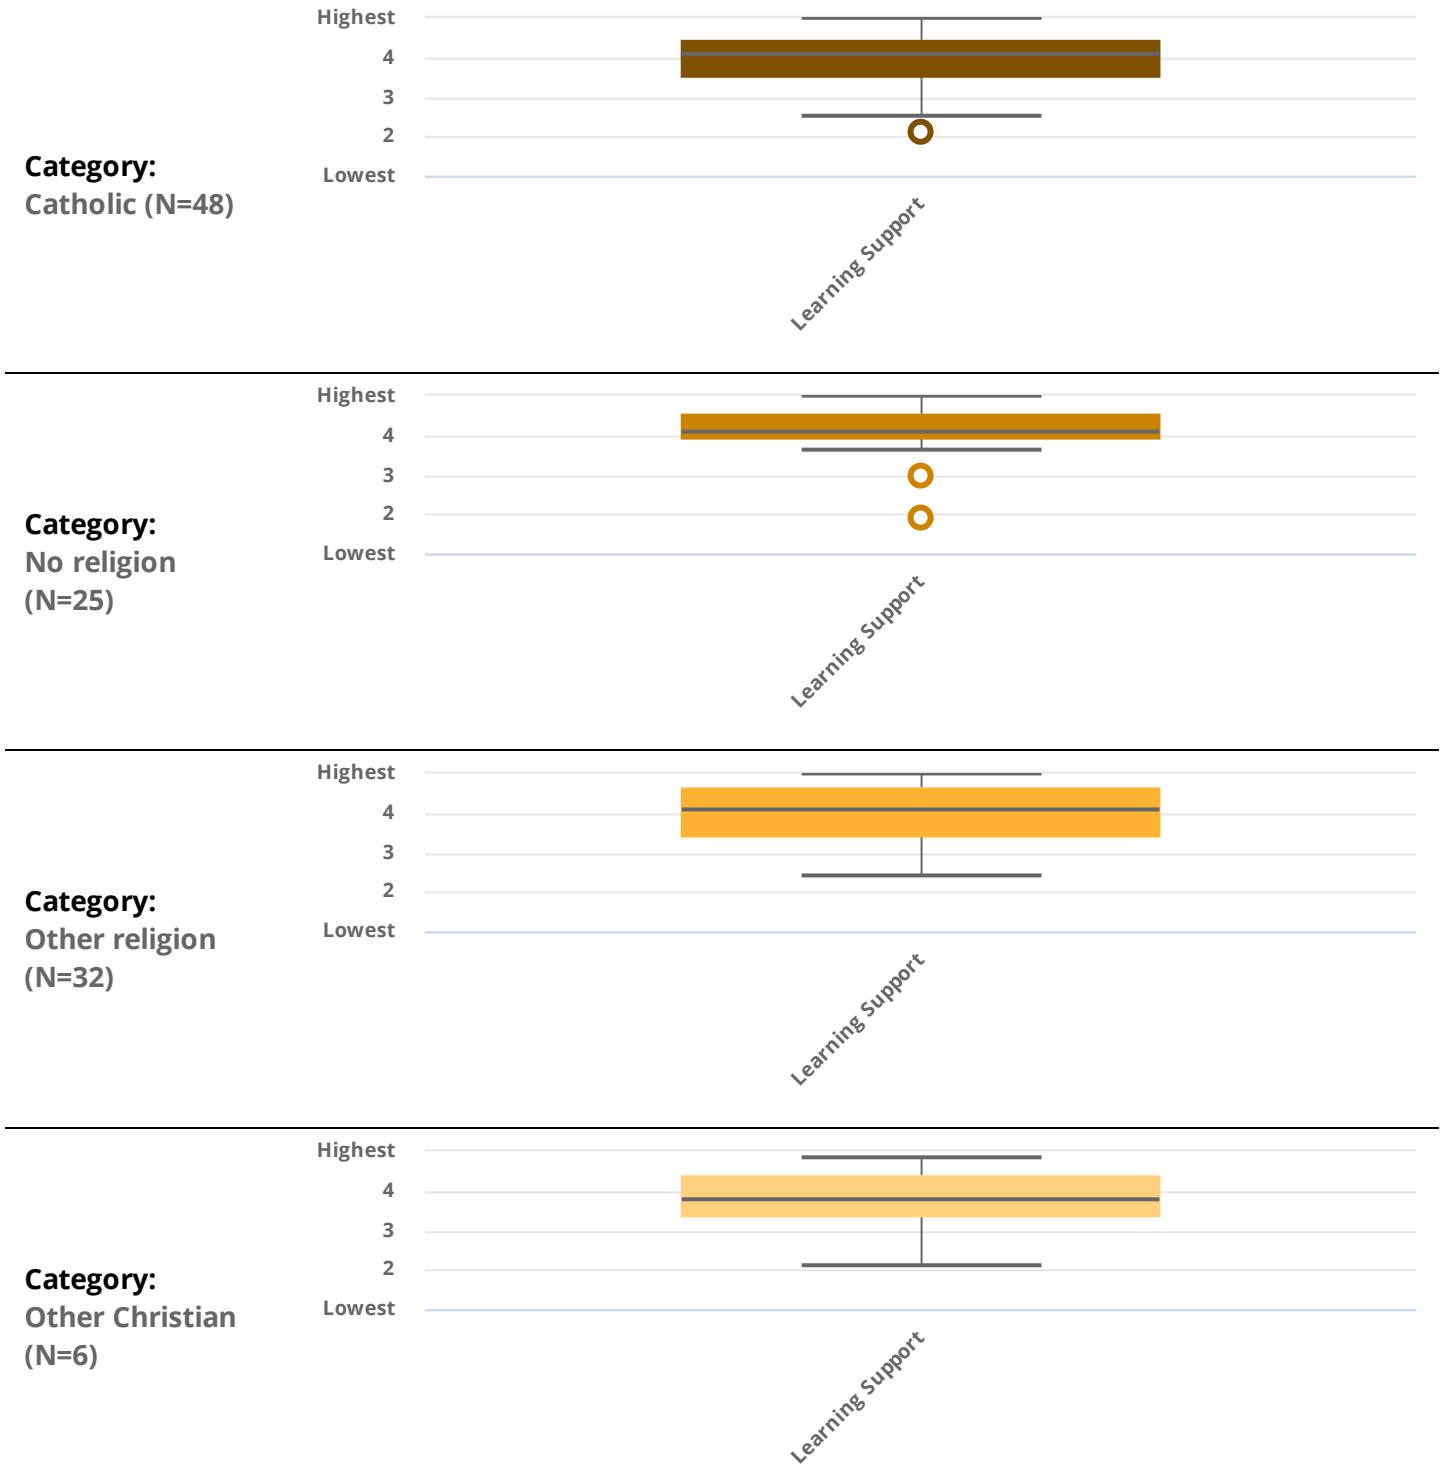 Highest
4
3
2
Lowest
Category:
Catholic (N=48)
Learning Support
Highest
4
3
2
Lowest
Category:
No religion
(N=25)
Learning Support
Highest
4
3
2
Lowest
Category:
Other religion
(N=32)
Learning Support
Highest
4
3
2
Lowest
Category:
Other Christian
(N=6)
Learning Support